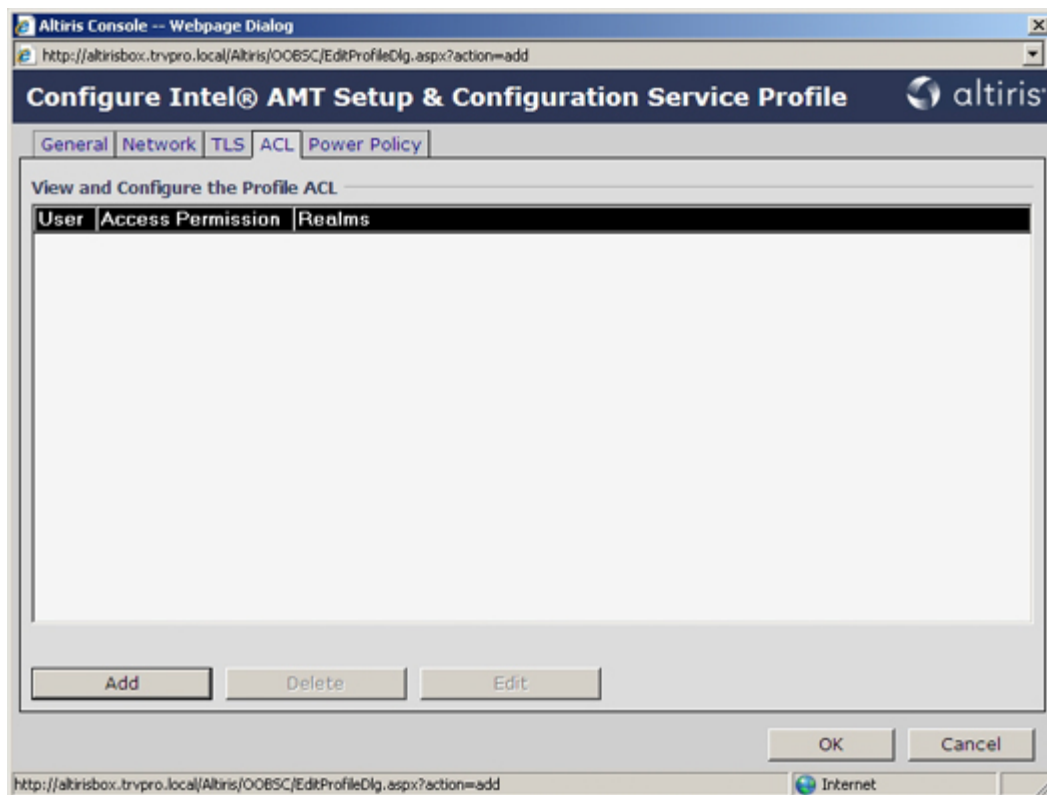 Altiris Console -- Webpage Dialog
http://altirisbox.trvpro.local/Altiris/OOBSC/EditProfileDlg.aspx?action=add
Configure Intel® AMT Setup & Configuration Service Profile altiris
General Network TLS ACL Power Policy
View and Configure the Profile ACL
User Access Permission Realms
Add Delete Edit
OK Cancel
http://altirisbox.trvpro.local/Altiris/OOBSC/EditProfileDlg.aspx?action=add Internet